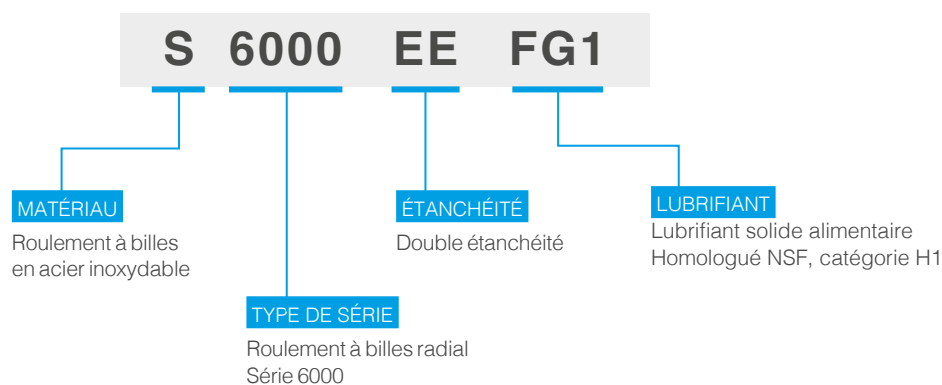 S 6000 EE FG1
MATÉRIAU
Roulement à billes
en acier inoxydable
TYPE DE SÉRIE
Roulement à billes radial
Série 6000
ÉTANCHÉITÉ
Double étanchéité
LUBRIFIANT
Lubrifiant solide alimentaire
Homologué NSF, catégorie H1